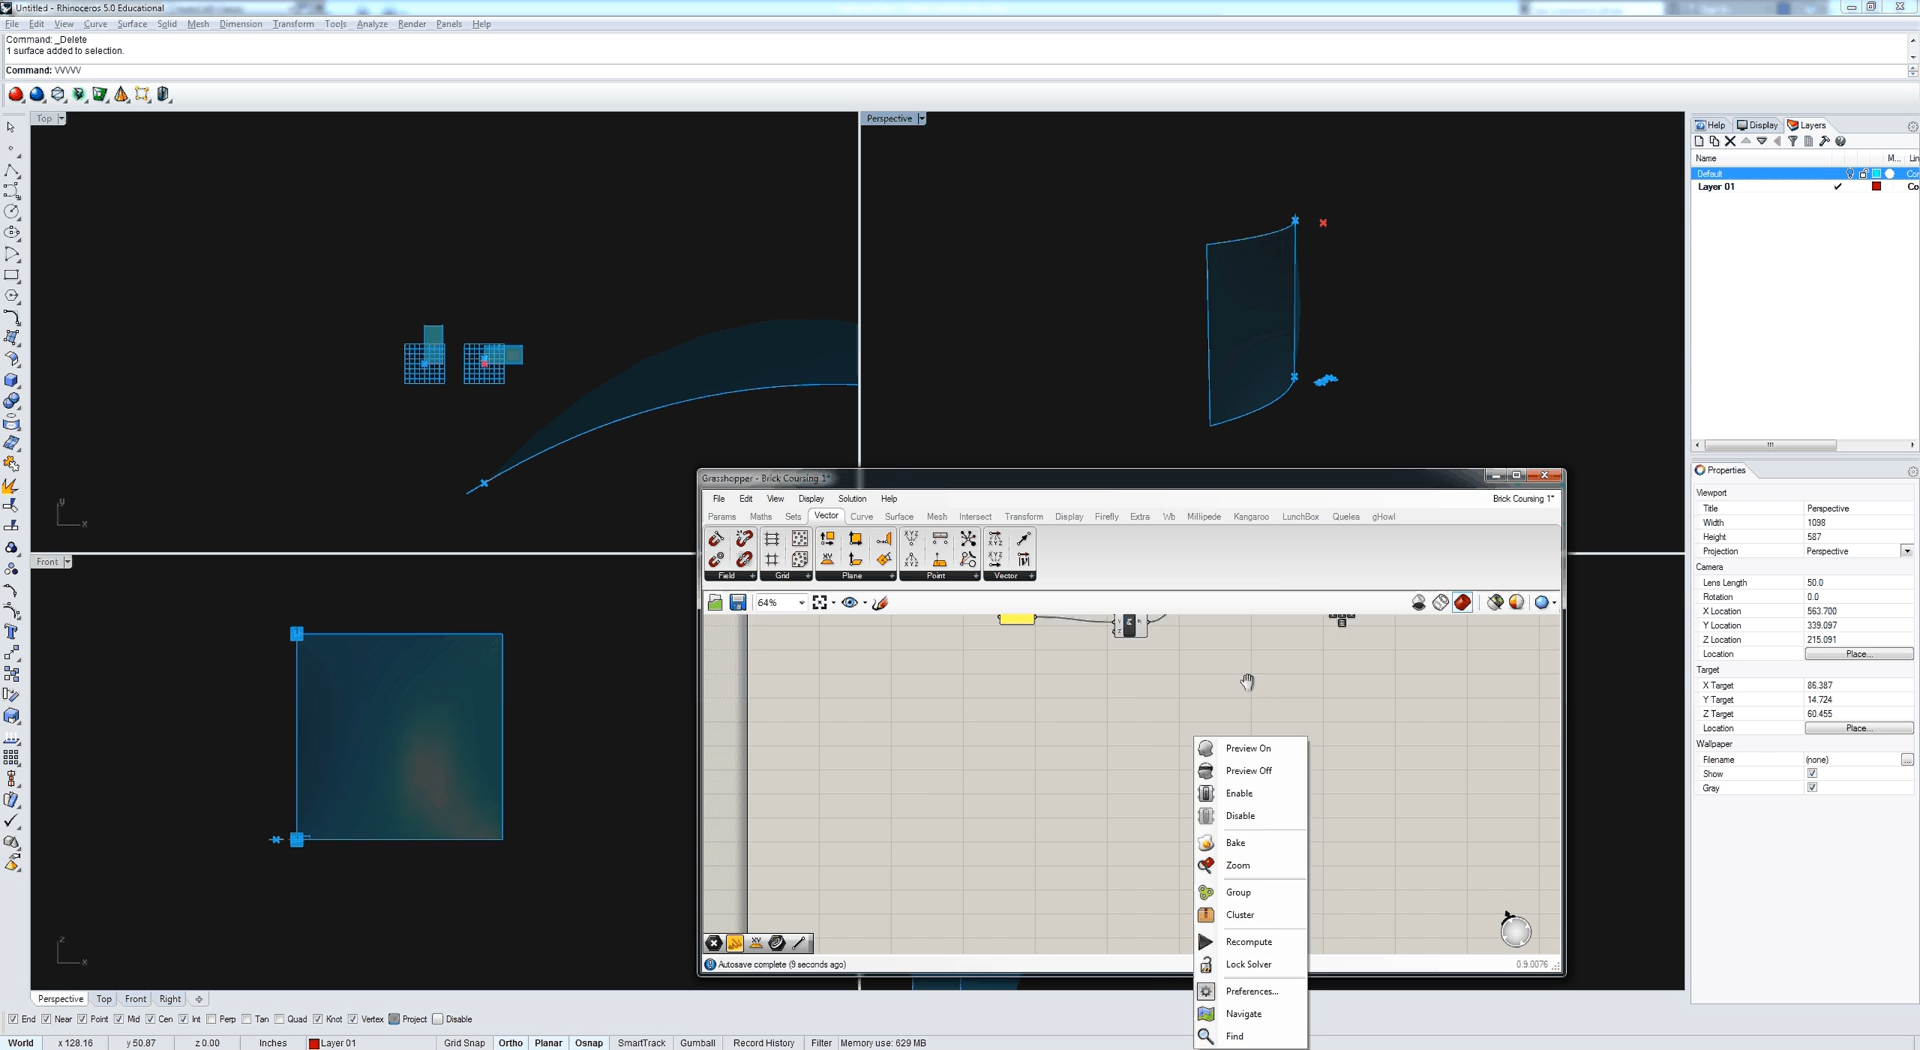 Untitled - Rhinoceros 5.0 Educational
File Edit View Curve Surface Solid Mesh Dimension Transform Tools Analyze Render Panels Help
Command: _Delete
1 surface added to selection.
Command: VVVVV
Top
Perspective
Help Display Layers
Name M... Lin
Default Con
Layer 01 Co
Properties
Viewport
Title Perspective
Width 1098
Height 587
Projection Perspective
Camera
Lens Length 50.0
Rotation 0.0
X Location 563.700
Y Location 339.097
Z Location 215.091
Location Place...
Target
X Target 86.387
Y Target 14.724
Z Target 60.455
Location Place...
Wallpaper
Filename (none) ...
Show
Gray
y
x
Front
z
x
Grasshopper - Brick Coursing 1*
File Edit View Display Solution Help Brick Coursing 1*
Params Maths Sets Vector Curve Surface Mesh Intersect Transform Display Firefly Extra Wb Millipede Kangaroo LunchBox Quelea gHowl
Field Grid Plane Point Vector
64%
Preview On
Preview Off
Enable
Disable
Bake
Zoom
Group
Cluster
Recompute
Lock Solver
Preferences...
Navigate
Find
Autosave complete (9 seconds ago) 0.9.0076
Perspective Top Front Right
End Near Point Mid Cen Int Perp Tan Quad Knot Vertex Project Disable
World x 128.16 y 50.87 z 0.00 Inches Layer 01 Grid Snap Ortho Planar Osnap SmartTrack Gumball Record History Filter Memory use: 629 MB